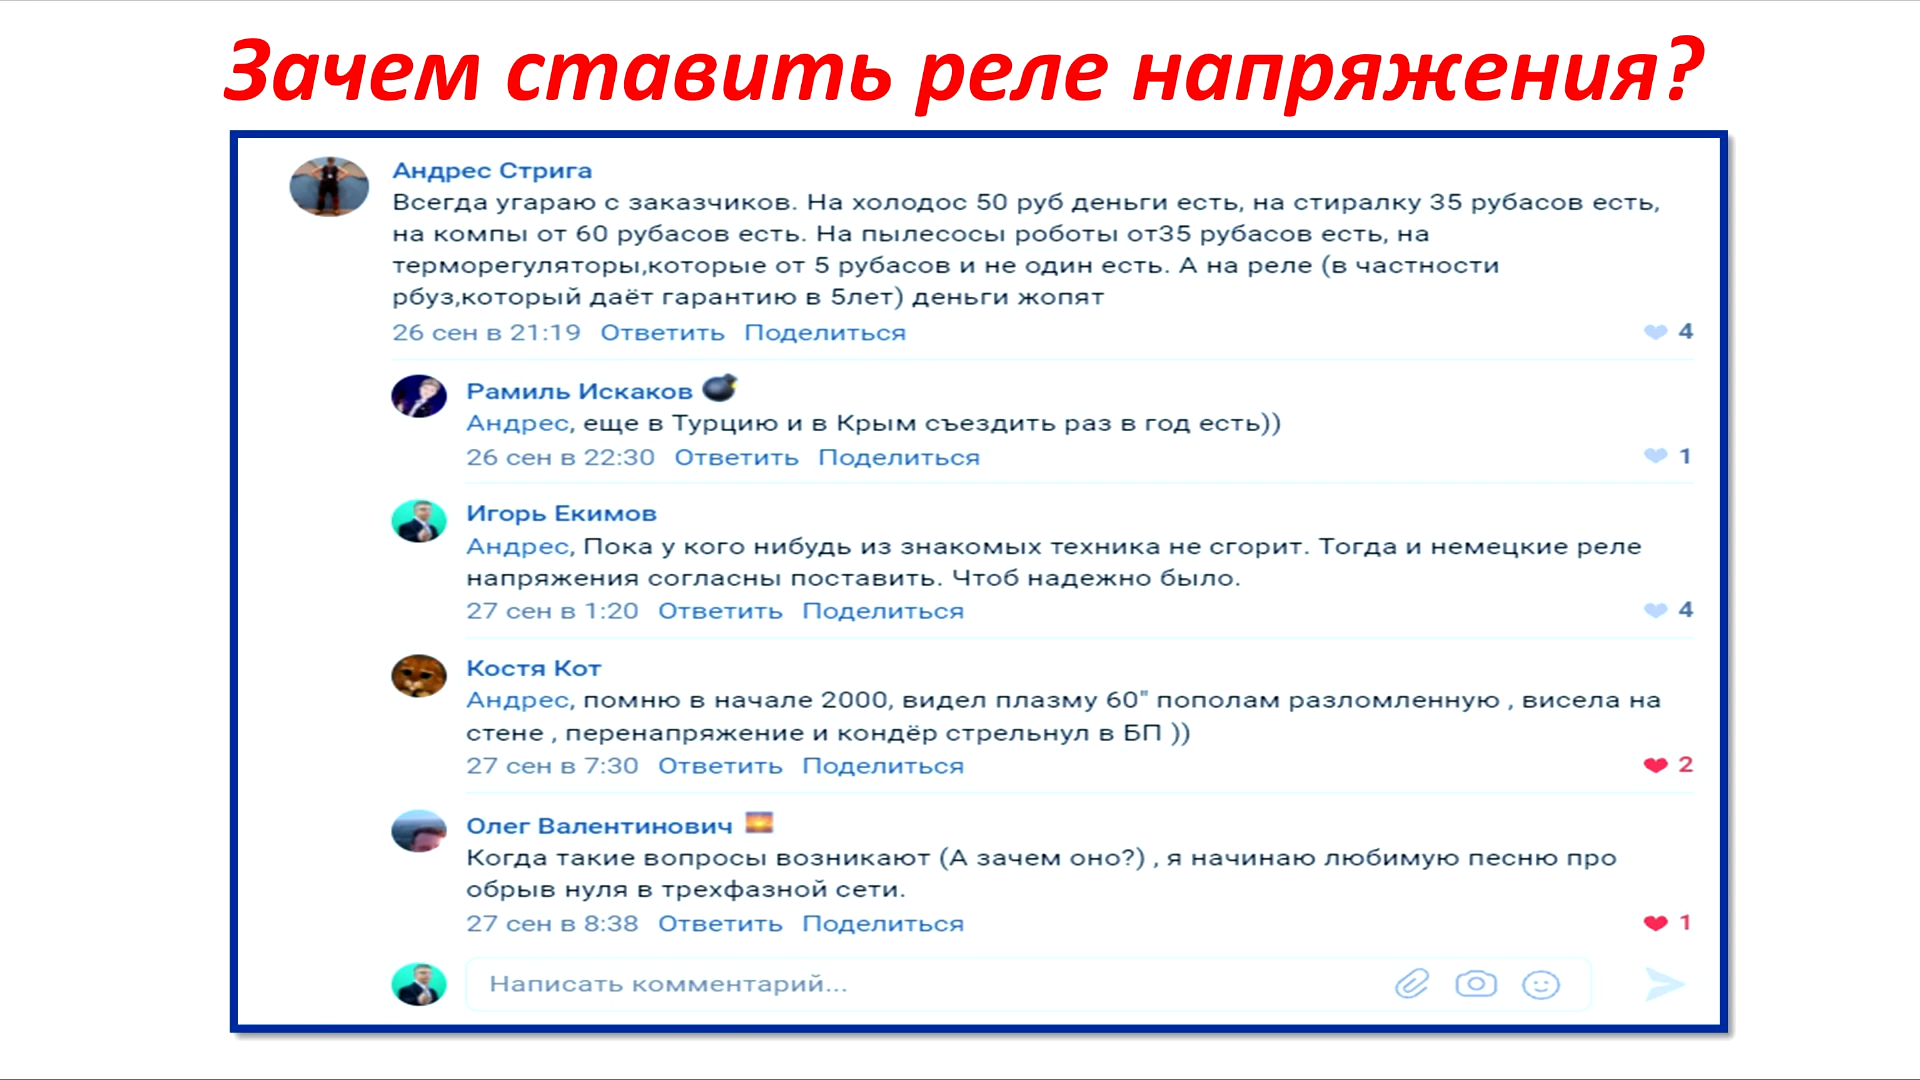 Зачем ставить реле напряжения?
Андрес Стрига
Всегда угараю с заказчиков. На холодос 50 руб деньги есть, на стиралку 35 рубасов есть,
на компы от 60 рубасов есть. На пылесосы роботы от35 рубасов есть, на
терморегуляторы,которые от 5 рубасов и не один есть. А на реле (в частности
рбуз,который даёт гарантию в 5лет) деньги жопят
26 сен в 21:19 Ответить Поделиться 4
Рамиль Искаков
Андрес, еще в Турцию и в Крым съездить раз в год есть))
26 сен в 22:30 Ответить Поделиться 1
Игорь Екимов
Андрес, Пока у кого нибудь из знакомых техника не сгорит. Тогда и немецкие реле
напряжения согласны поставить. Чтоб надежно было.
27 сен в 1:20 Ответить Поделиться 4
Костя Кот
Андрес, помню в начале 2000, видел плазму 60" пополам разломленную , висела на
стене , перенапряжение и кондёр стрельнул в БП ))
27 сен в 7:30 Ответить Поделиться 2
Олег Валентинович
Когда такие вопросы возникают (А зачем оно?) , я начинаю любимую песню про
обрыв нуля в трехфазной сети.
27 сен в 8:38 Ответить Поделиться 1
Написать комментарий...